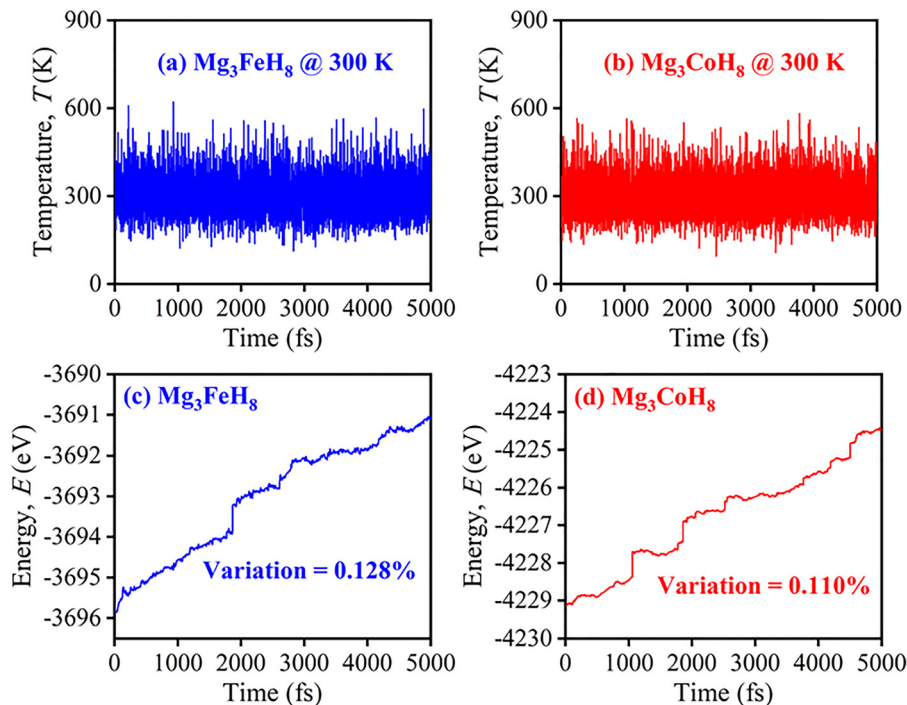 900
600
300
0
Temperature, T (K)
(a) Mg₃FeH₈ @ 300 K
0 1000 2000 3000 4000 5000
Time (fs)
900
600
300
0
Temperature, T (K)
(b) Mg₃CoH₈ @ 300 K
0 1000 2000 3000 4000 5000
Time (fs)
-3690
-3691
-3692
-3693
-3694
-3695
-3696
Energy, E (eV)
(c) Mg₃FeH₈
Variation = 0.128%
0 1000 2000 3000 4000 5000
Time (fs)
-4223
-4224
-4225
-4226
-4227
-4228
-4229
-4230
Energy, E (eV)
(d) Mg₃CoH₈
Variation = 0.110%
0 1000 2000 3000 4000 5000
Time (fs)